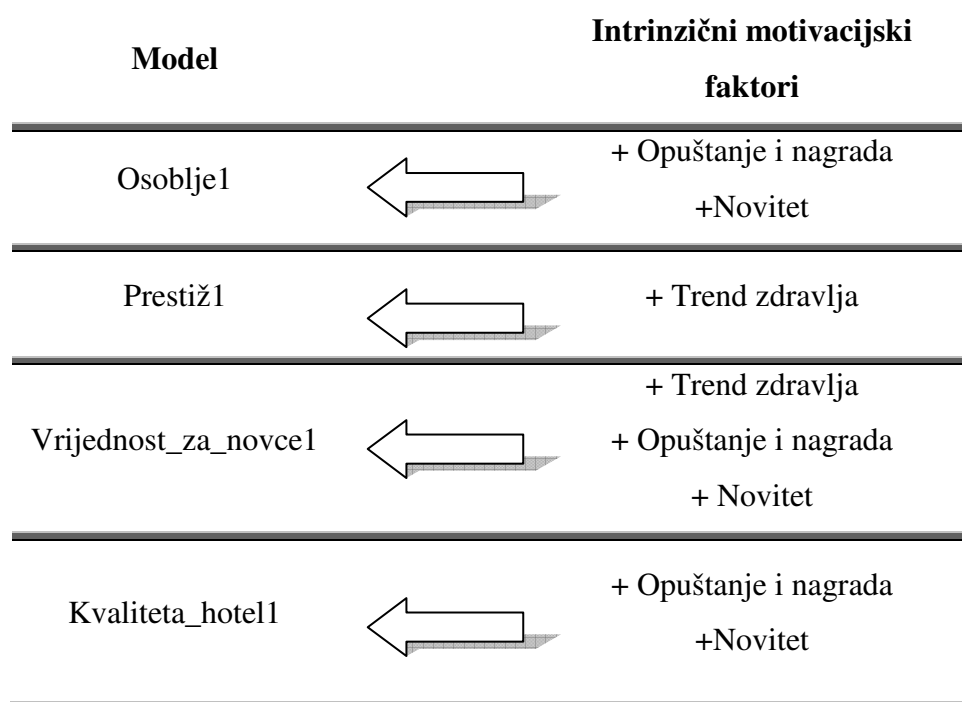 Model
Intrinzični motivacijski
faktori
Osoblje1
+ Opuštanje i nagrada
+Novitet
Prestiž1
+ Trend zdravlja
Vrijednost_za_novce1
+ Trend zdravlja
+ Opuštanje i nagrada
+ Novitet
Kvaliteta_hotel1
+ Opuštanje i nagrada
+Novitet